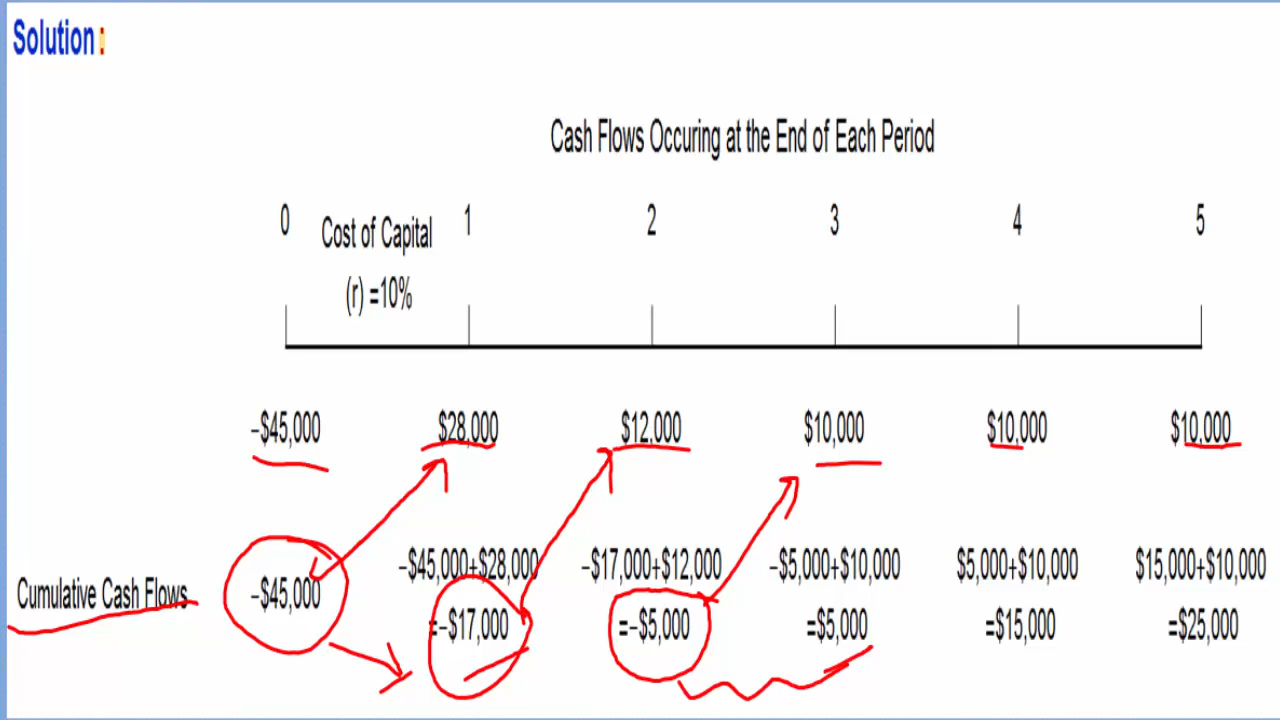 Solution :
Cash Flows Occuring at the End of Each Period
0 Cost of Capital 1 2 3 4 5
(r) =10%
–$45,000 $28,000 $12,000 $10,000 $10,000 $10,000
–$45,000+$28,000 –$17,000+$12,000 –$5,000+$10,000 $5,000+$10,000 $15,000+$10,000
Cumulative Cash Flows –$45,000
=–$17,000 =–$5,000 =$5,000 =$15,000 =$25,000